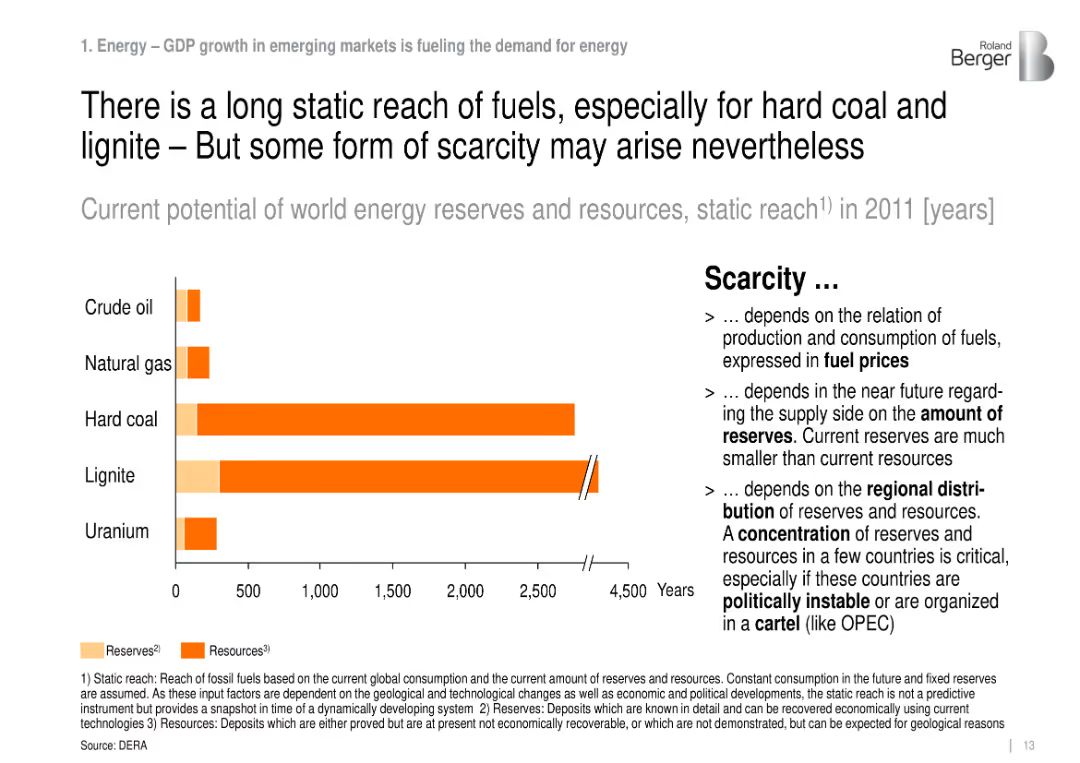 1. Energy – GDP growth in emerging markets is fueling the demand for energy
Roland
Berger
B
There is a long static reach of fuels, especially for hard coal and
lignite – But some form of scarcity may arise nevertheless
Current potential of world energy reserves and resources, static reach1) in 2011 [years]
Crude oil
Natural gas
Hard coal
Lignite
Uranium
0 500 1,000 1,500 2,000 2,500 4,500 Years
Reserves2) Resources3)
Scarcity …
> … depends on the relation of
production and consumption of fuels,
expressed in fuel prices
> … depends in the near future regard-
ing the supply side on the amount of
reserves. Current reserves are much
smaller than current resources
> … depends on the regional distri-
bution of reserves and resources.
A concentration of reserves and
resources in a few countries is critical,
especially if these countries are
politically instable or are organized
in a cartel (like OPEC)
1) Static reach: Reach of fossil fuels based on the current global consumption and the current amount of reserves and resources. Constant consumption in the future and fixed reserves
are assumed. As these input factors are dependent on the geological and technological changes as well as economic and political developments, the static reach is not a predictive
instrument but provides a snapshot in time of a dynamically developing system 2) Reserves: Deposits which are known in detail and can be recovered economically using current
technologies 3) Resources: Deposits which are either proved but are at present not economically recoverable, or which are not demonstrated, but can be expected for geological reasons
Source: DERA
13